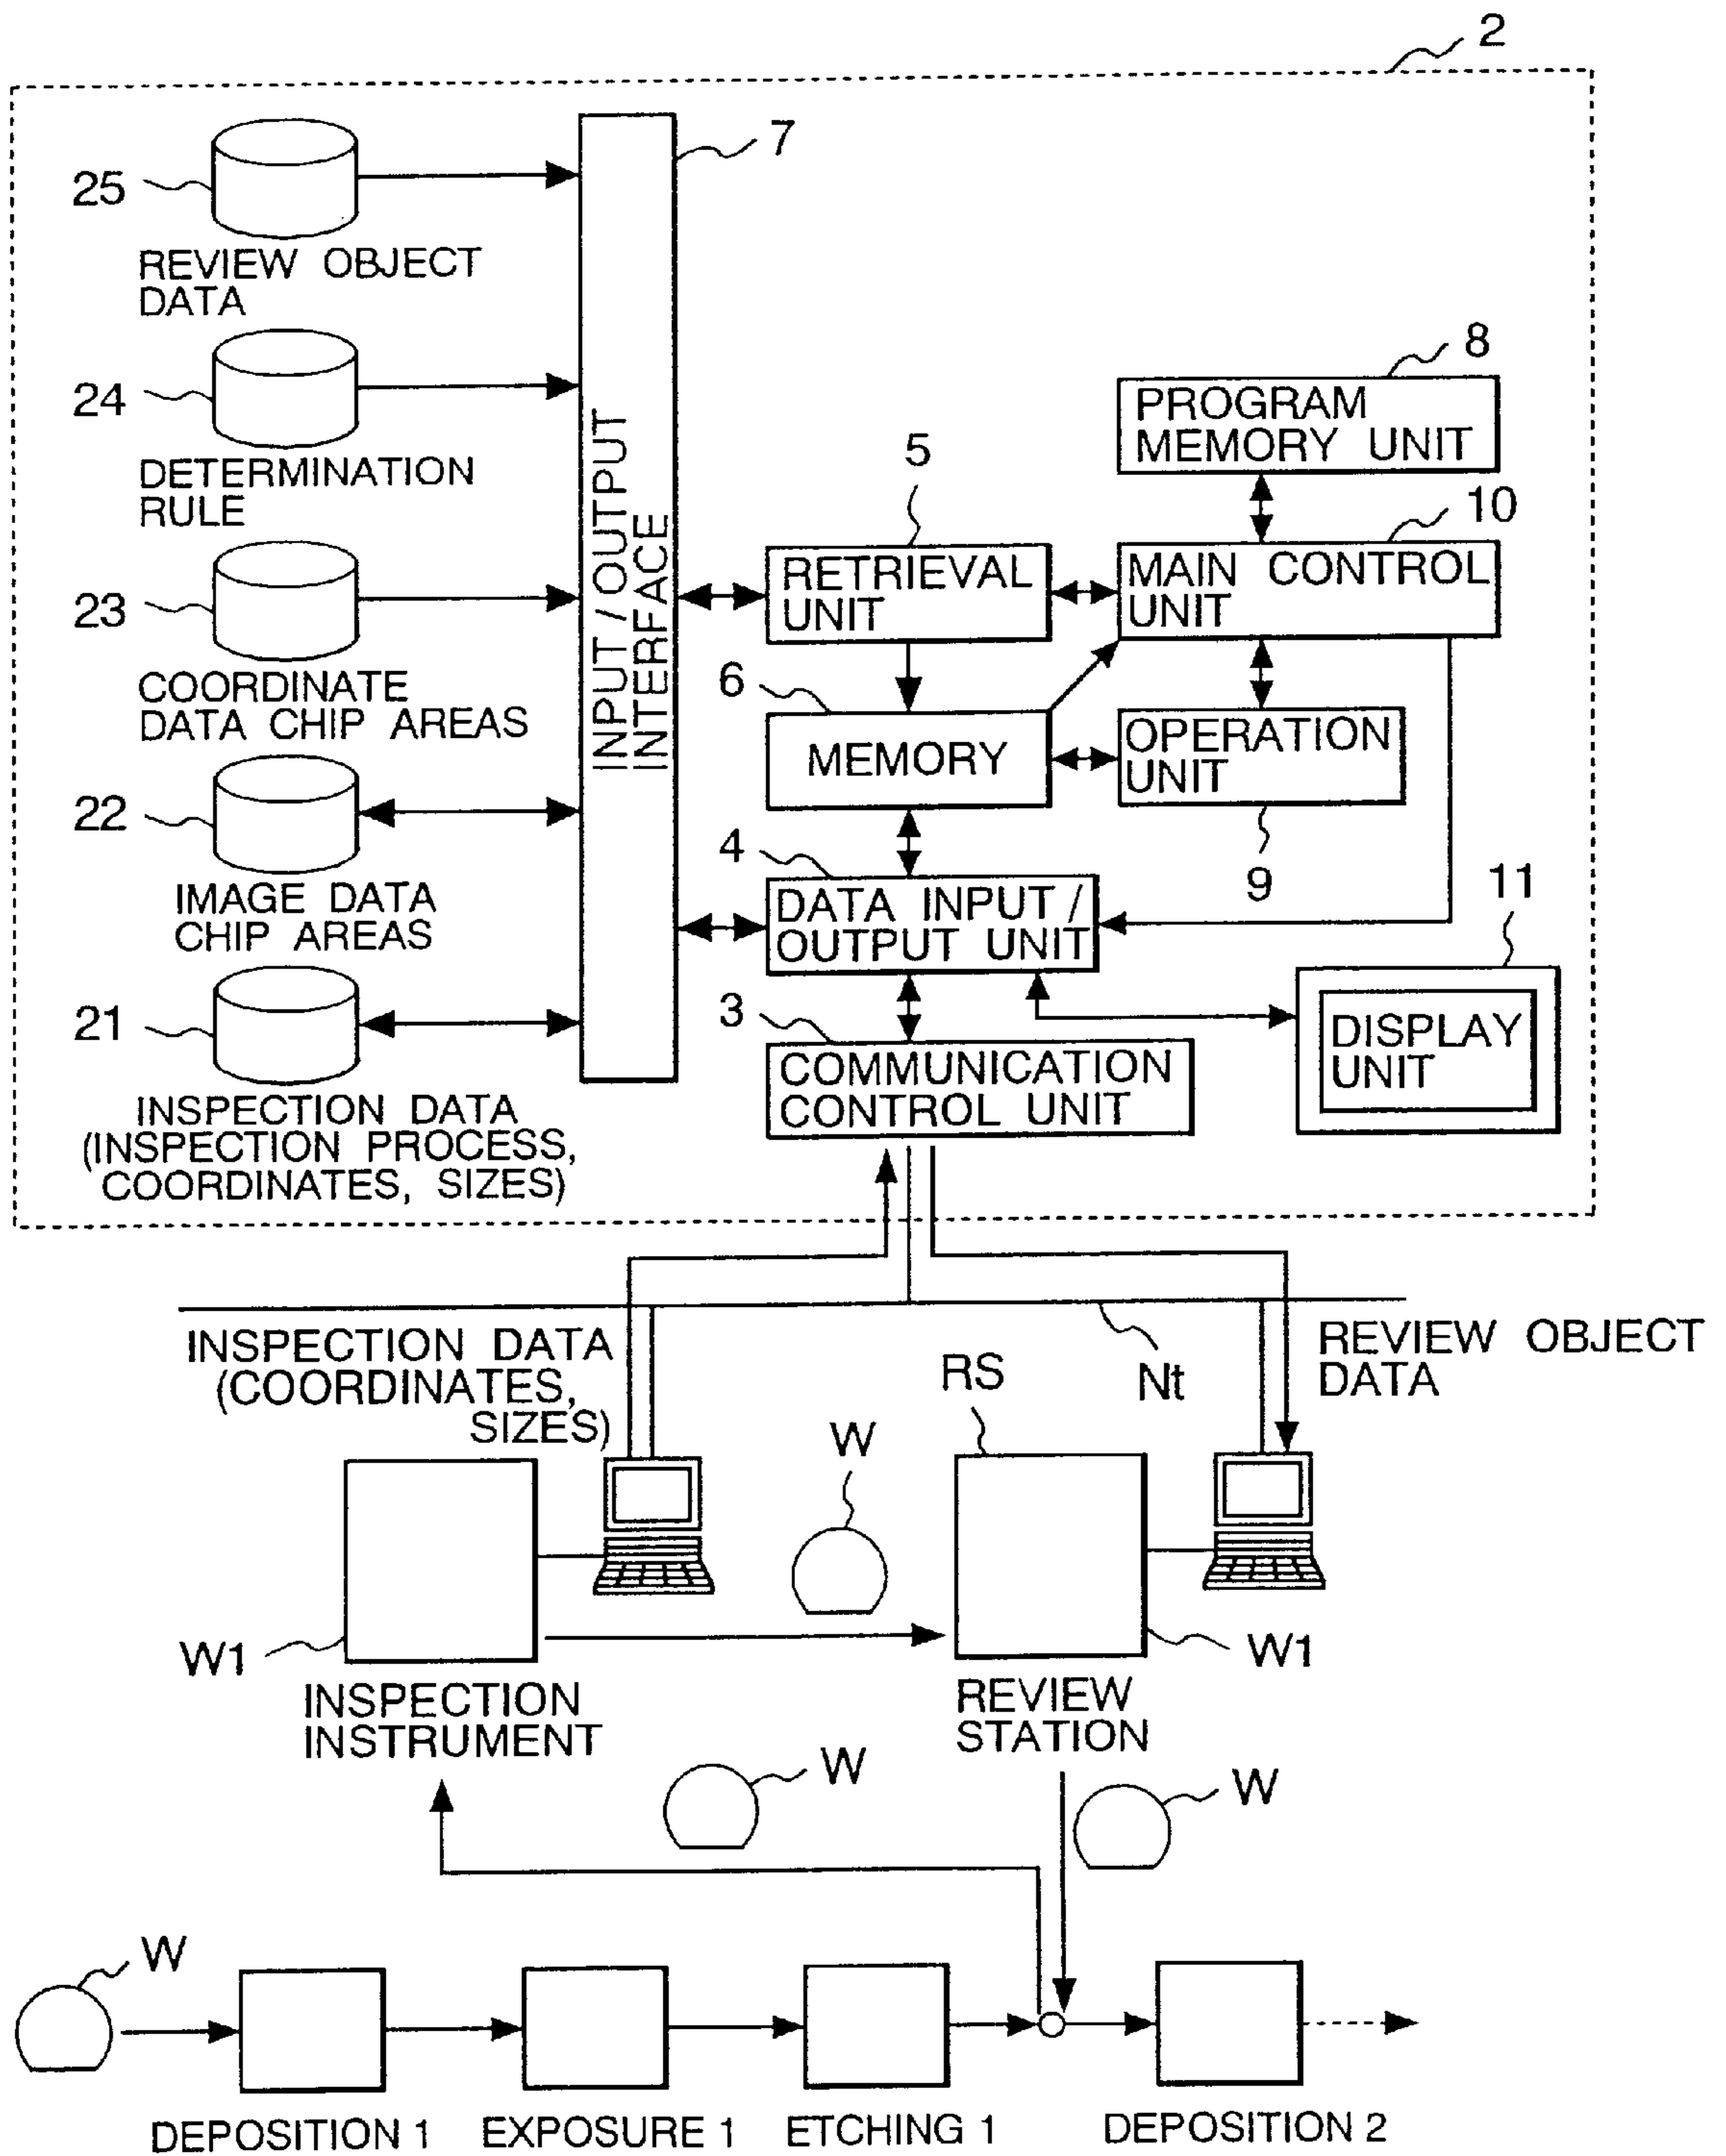 2
7
25
REVIEW OBJECT
DATA
24
DETERMINATION
RULE
23
COORDINATE
DATA CHIP AREAS
22
IMAGE DATA
CHIP AREAS
21
INSPECTION DATA
(INSPECTION PROCESS,
COORDINATES, SIZES)
INPUT / OUTPUT
INTERFACE
8
PROGRAM
MEMORY UNIT
5
10
RETRIEVAL
UNIT
MAIN CONTROL
UNIT
6
MEMORY
OPERATION
UNIT
9
4
DATA INPUT /
OUTPUT UNIT
11
DISPLAY
UNIT
3
COMMUNICATION
CONTROL UNIT
INSPECTION DATA
(COORDINATES,
SIZES)
Nt
REVIEW OBJECT
DATA
RS
W
W1
W1
INSPECTION
INSTRUMENT
REVIEW
STATION
W
W
W
DEPOSITION 1
EXPOSURE 1
ETCHING 1
DEPOSITION 2